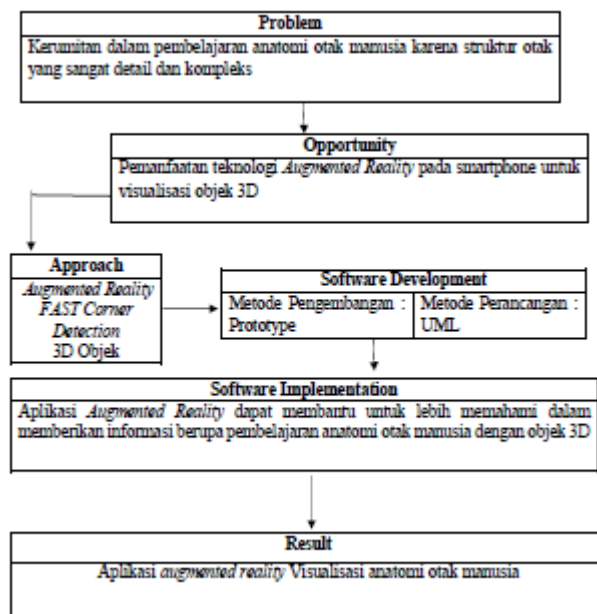 Problem
Kerumitan dalam pembelajaran anatomi otak manusia karena struktur otak
yang sangat detail dan kompleks
Opportunity
Pemanfaatan teknologi Augmented Reality pada smartphone untuk
visualisasi objek 3D
Approach
Augmented Reality
FAST Corner
Detection
3D Objek
Software Development
Metode Pengembangan :
Prototype
Metode Perancangan :
UML
Software Implementation
Aplikasi Augmented Reality dapat membantu untuk lebih memahami dalam
memberikan informasi berupa pembelajaran anatomi otak manusia dengan objek 3D
Result
Aplikasi augmented reality Visualisasi anatomi otak manusia